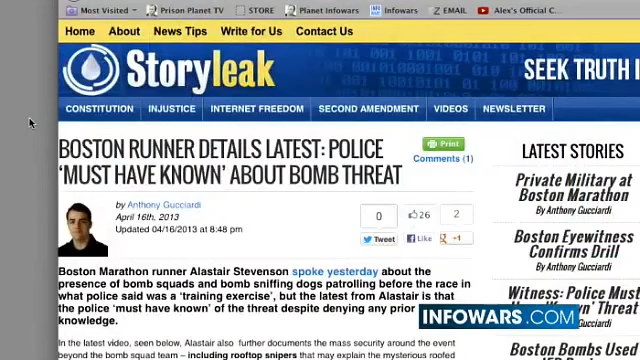 Most Visited
Prison Planet TV
STORE
Planet Infowars
Infowars
EMAIL
Alex's Official C...
Home
About
News Tips
Write for Us
Contact Us
Storyleak
SEEK TRUTH
CONSTITUTION
INJUSTICE
INTERNET FREEDOM
SECOND AMENDMENT
VIDEOS
NEWSLETTER
BOSTON RUNNER DETAILS LATEST: POLICE
‘MUST HAVE KNOWN’ ABOUT BOMB THREAT
Print
Comments (1)
by Anthony Gucciardi
April 16th, 2013
Updated 04/16/2013 at 8:48 pm
0
26
2
Tweet
Like
+1
Boston Marathon runner Alastair Stevenson spoke yesterday about the
presence of bomb squads and bomb sniffing dogs patrolling before the race in
what police said was a ‘training exercise’, but the latest from Alastair is that
the police ‘must have known’ of the threat despite denying any prior
knowledge.
In the latest video, seen below, Alastair also further documents the mass security around the event
beyond the bomb squad team – including rooftop snipers that may explain the mysterious roofed
LATEST STORIES
Private Military at
Boston Marathon
By Anthony Gucciardi
Boston Eyewitness
Confirms Drill
By Anthony Gucciardi
Witness: Police Must
Have Known' Threat
By Anthony Gucciardi
Boston Bombs Used
INFOWARS.COM